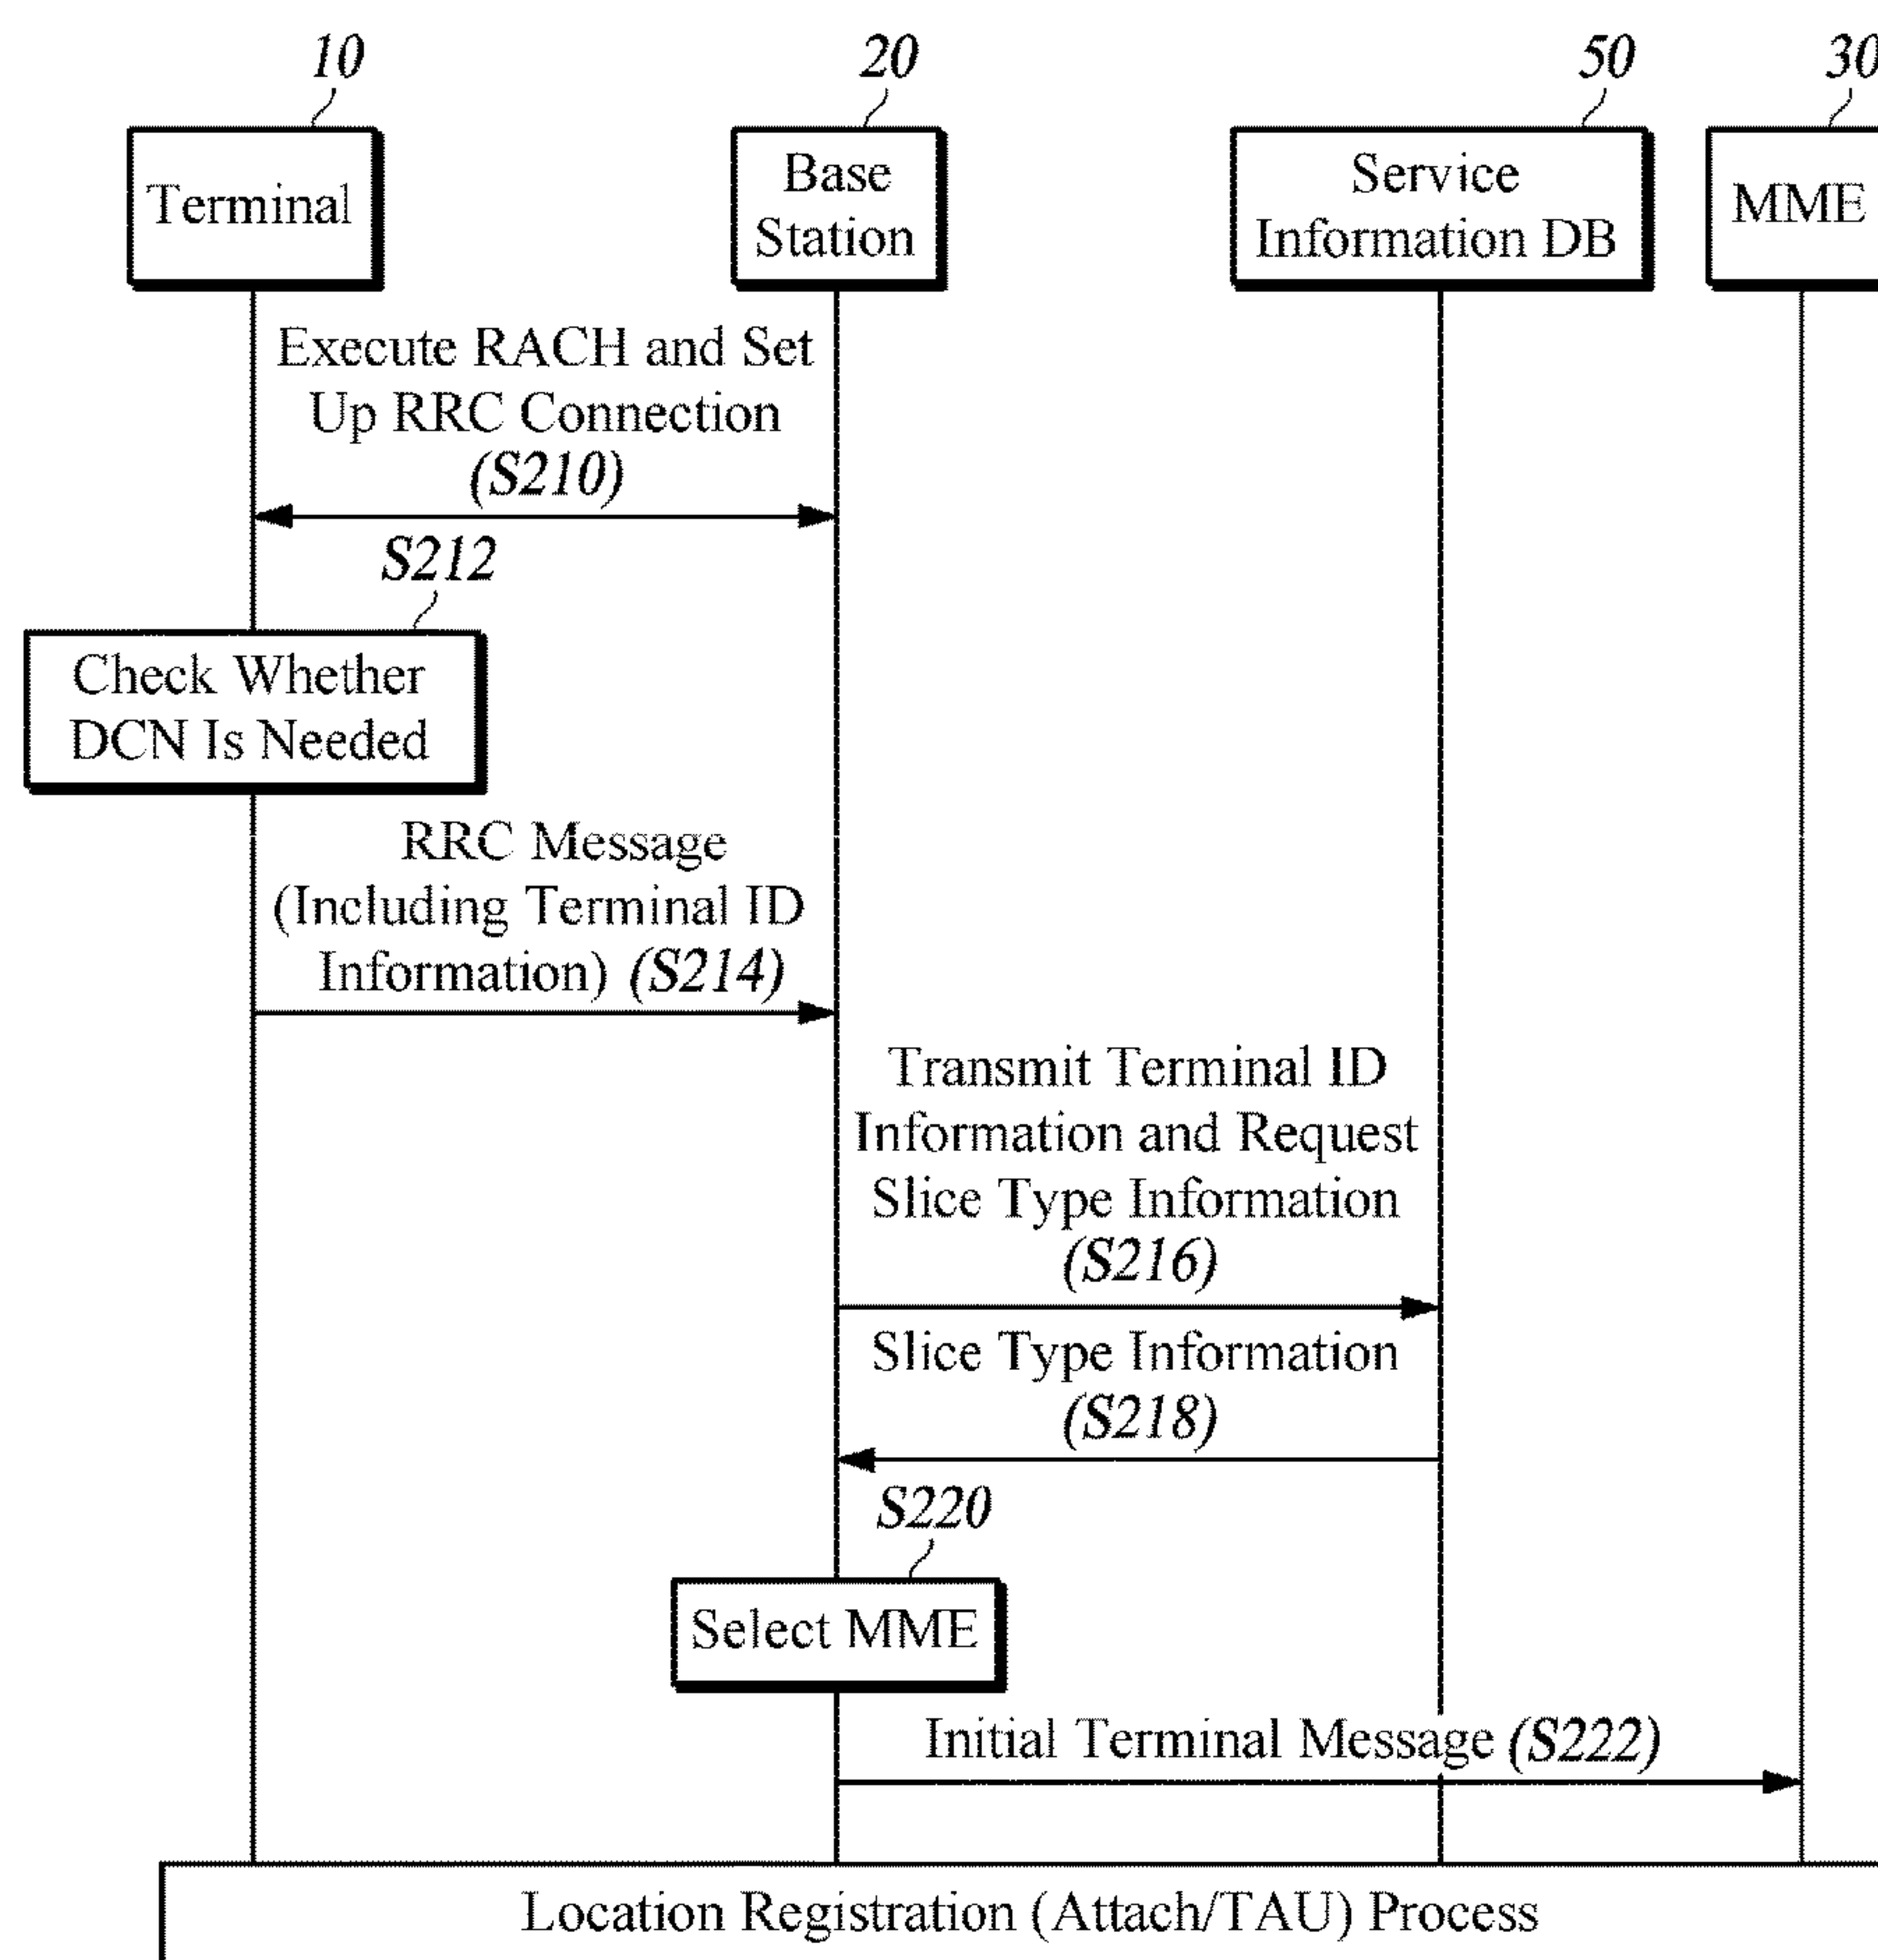 10
20
50
30
Terminal
Base
Station
Service
Information DB
MME
Execute RACH and Set
Up RRC Connection
(S210)
S212
Check Whether
DCN Is Needed
RRC Message
(Including Terminal ID
Information) (S214)
Transmit Terminal ID
Information and Request
Slice Type Information
(S216)
Slice Type Information
(S218)
S220
Select MME
Initial Terminal Message (S222)
Location Registration (Attach/TAU) Process